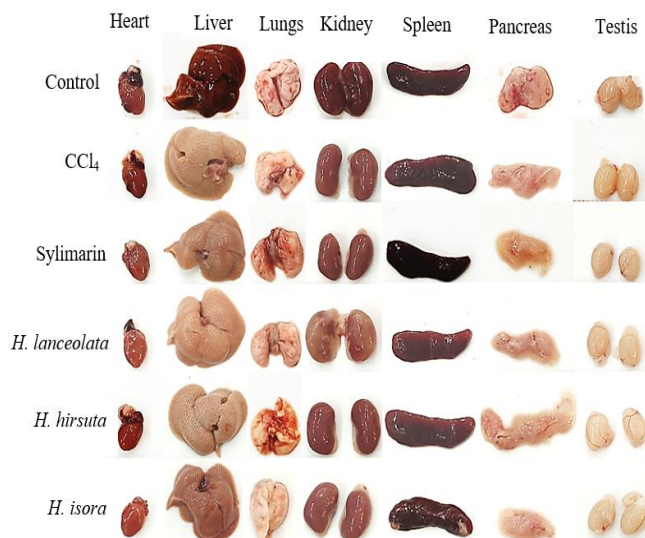 Heart Liver Lungs Kidney Spleen Pancreas Testis
Control
CCl₄
Sylimarin
H. lanceolata
H. hirsuta
H. isora